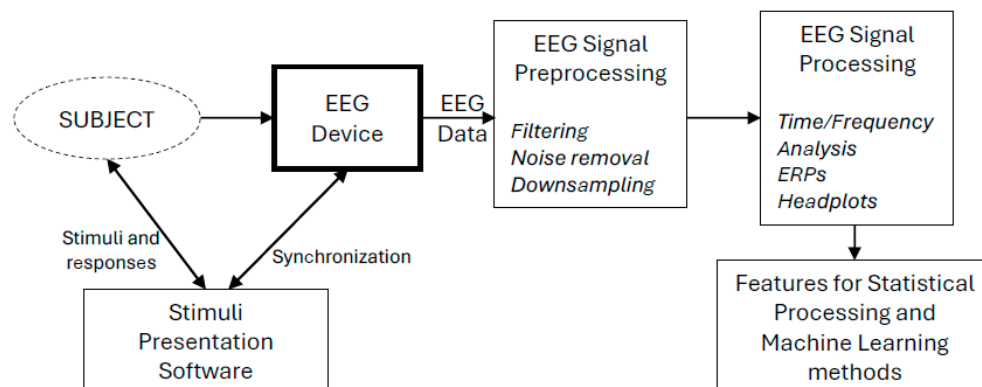 SUBJECT
EEG
Device
EEG
Data
EEG Signal
Preprocessing
Filtering
Noise removal
Downsampling
EEG Signal
Processing
Time/Frequency
Analysis
ERPs
Headplots
Stimuli and
responses
Synchronization
Stimuli
Presentation
Software
Features for Statistical
Processing and
Machine Learning
methods